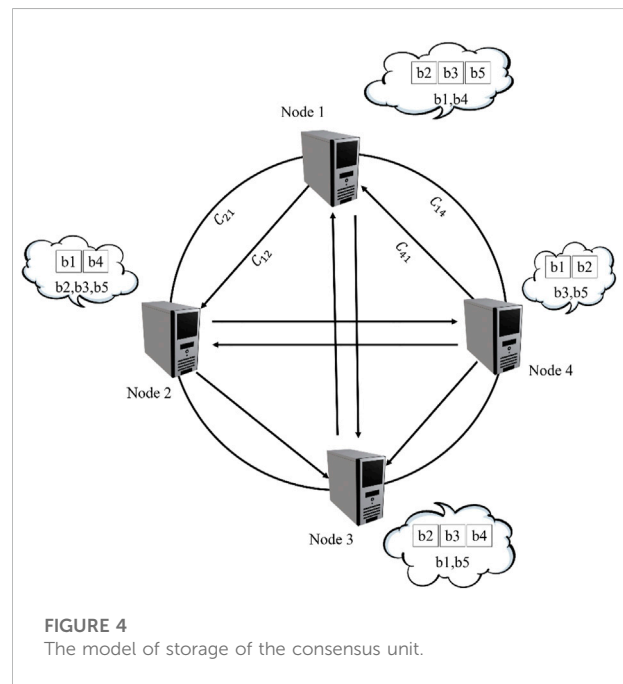 b2 b3 b5
b1,b4
Node 1
C21
C14
C12
C41
b1 b4
b2,b3,b5
b1 b2
b3,b5
Node 2
Node 4
Node 3
b2 b3 b4
b1,b5
FIGURE 4
The model of storage of the consensus unit.